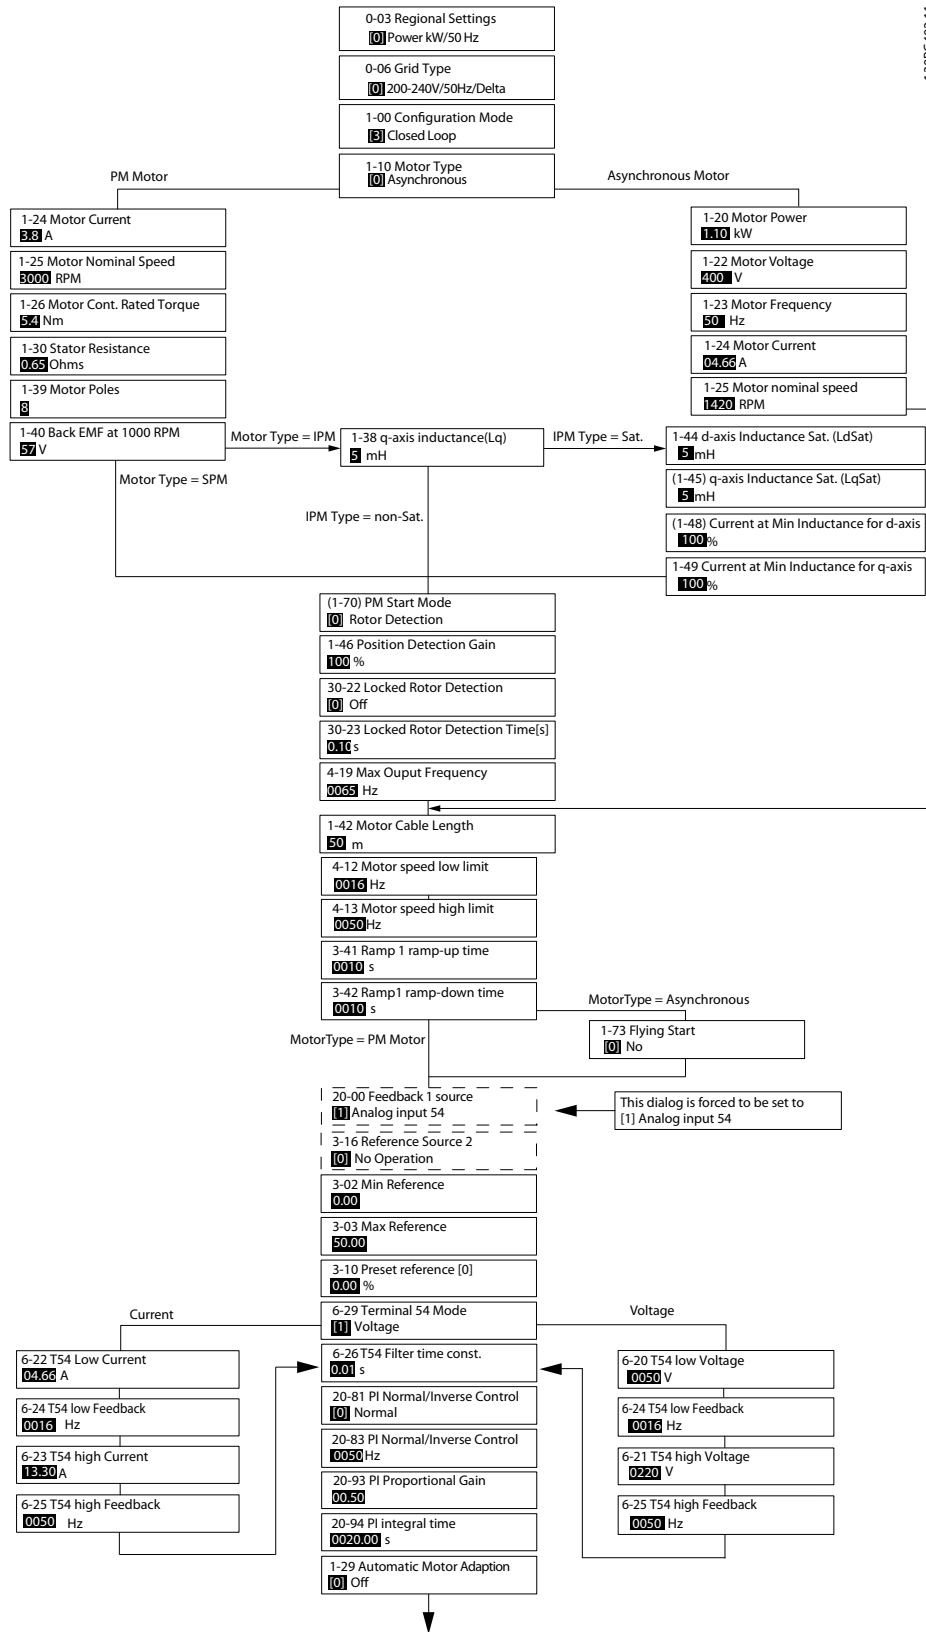 0-03 Regional Settings
[0] Power kW/50 Hz
0-06 Grid Type
[0] 200-240V/50Hz/Delta
1-00 Configuration Mode
[3] Closed Loop
1-10 Motor Type
[0] Asynchronous
PM Motor
Asynchronous Motor
1-24 Motor Current
3.8 A
1-25 Motor Nominal Speed
3000 RPM
1-26 Motor Cont. Rated Torque
5.4 Nm
1-30 Stator Resistance
0.65 Ohms
1-39 Motor Poles
8
1-40 Back EMF at 1000 RPM
57 V
1-20 Motor Power
1.10 kW
1-22 Motor Voltage
400 V
1-23 Motor Frequency
50 Hz
1-24 Motor Current
04.66 A
1-25 Motor nominal speed
1420 RPM
Motor Type = IPM
1-38 q-axis inductance(Lq)
5 mH
IPM Type = Sat.
1-44 d-axis Inductance Sat. (LdSat)
5 mH
(1-45) q-axis Inductance Sat. (LqSat)
5 mH
(1-48) Current at Min Inductance for d-axis
100 %
1-49 Current at Min Inductance for q-axis
100 %
Motor Type = SPM
IPM Type = non-Sat.
(1-70) PM Start Mode
[0] Rotor Detection
1-46 Position Detection Gain
100 %
30-22 Locked Rotor Detection
[0] Off
30-23 Locked Rotor Detection Time[s]
0.10 s
4-19 Max Ouput Frequency
0065 Hz
1-42 Motor Cable Length
50 m
4-12 Motor speed low limit
0016 Hz
4-13 Motor speed high limit
0050 Hz
3-41 Ramp 1 ramp-up time
0010 s
3-42 Ramp1 ramp-down time
0010 s
MotorType = Asynchronous
1-73 Flying Start
[0] No
MotorType = PM Motor
20-00 Feedback 1 source
[1] Analog input 54
This dialog is forced to be set to
[1] Analog input 54
3-16 Reference Source 2
[0] No Operation
3-02 Min Reference
0.00
3-03 Max Reference
50.00
3-10 Preset reference [0]
0.00 %
6-29 Terminal 54 Mode
[1] Voltage
Current
Voltage
6-22 T54 Low Current
04.66 A
6-24 T54 low Feedback
0016 Hz
6-23 T54 high Current
13.30 A
6-25 T54 high Feedback
0050 Hz
6-26 T54 Filter time const.
0.01 s
20-81 PI Normal/Inverse Control
[0] Normal
20-83 PI Normal/Inverse Control
0050 Hz
20-93 PI Proportional Gain
00.50
20-94 PI integral time
0020.00 s
1-29 Automatic Motor Adaption
[0] Off
6-20 T54 low Voltage
0050 V
6-24 T54 low Feedback
0016 Hz
6-21 T54 high Voltage
0220 V
6-25 T54 high Feedback
0050 Hz